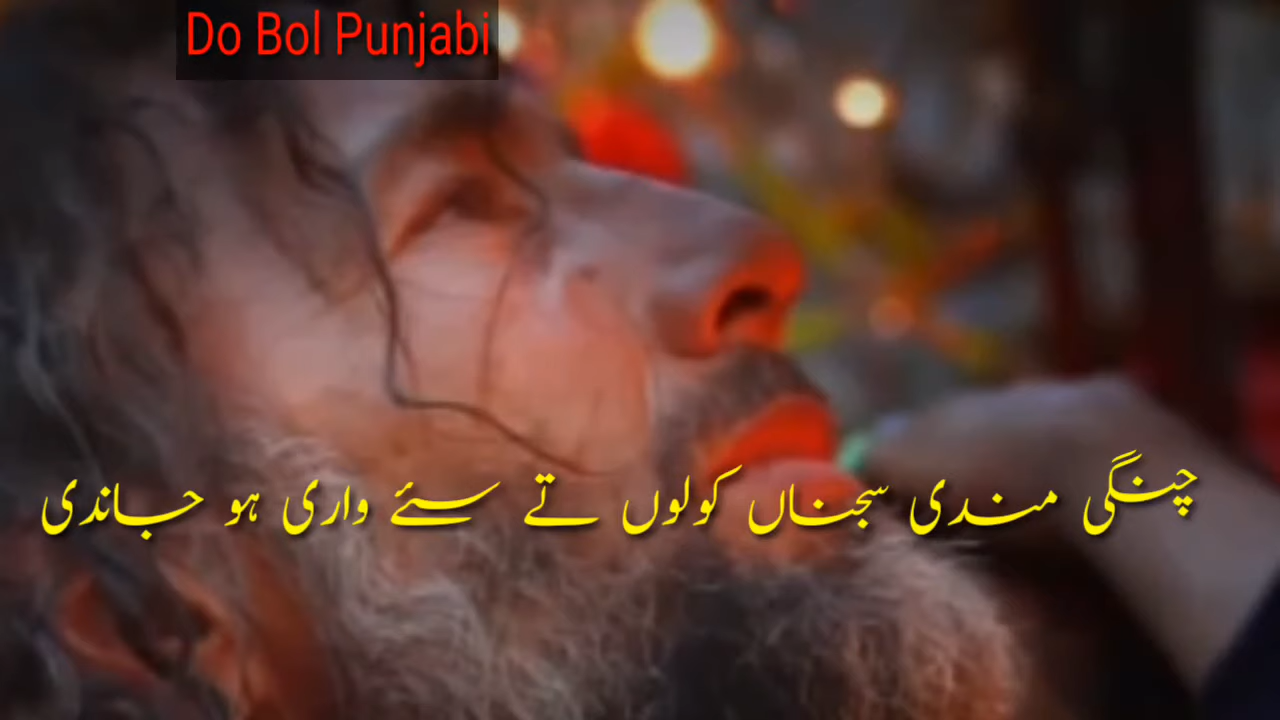 Do Bol Punjabi
چنگی مندی سجناں کولوں تے سئے واری ہو جاندی